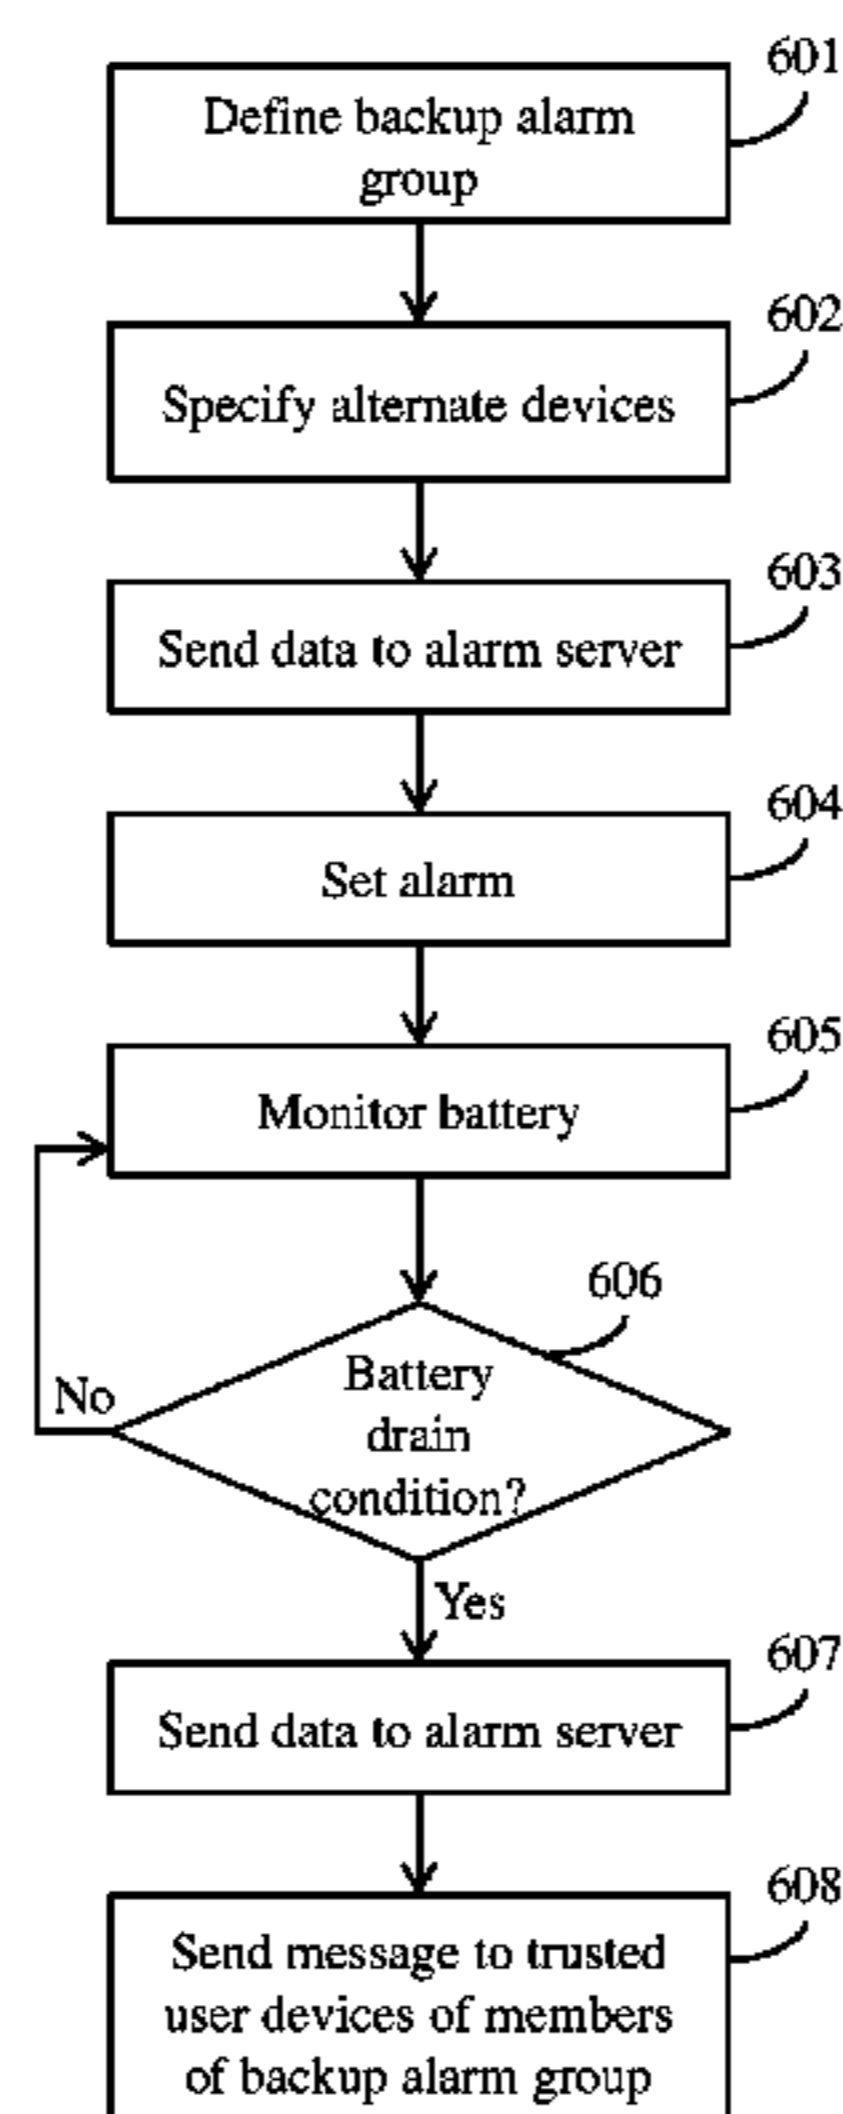 601
Define backup alarm
group
602
Specify alternate devices
603
Send data to alarm server
604
Set alarm
605
Monitor battery
606
Battery
drain
condition?
No
Yes
607
Send data to alarm server
608
Send message to trusted
user devices of members
of backup alarm group